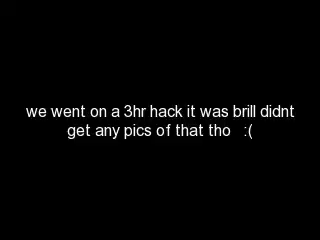 we went on a 3hr hack it was brill didnt
get any pics of that tho :(